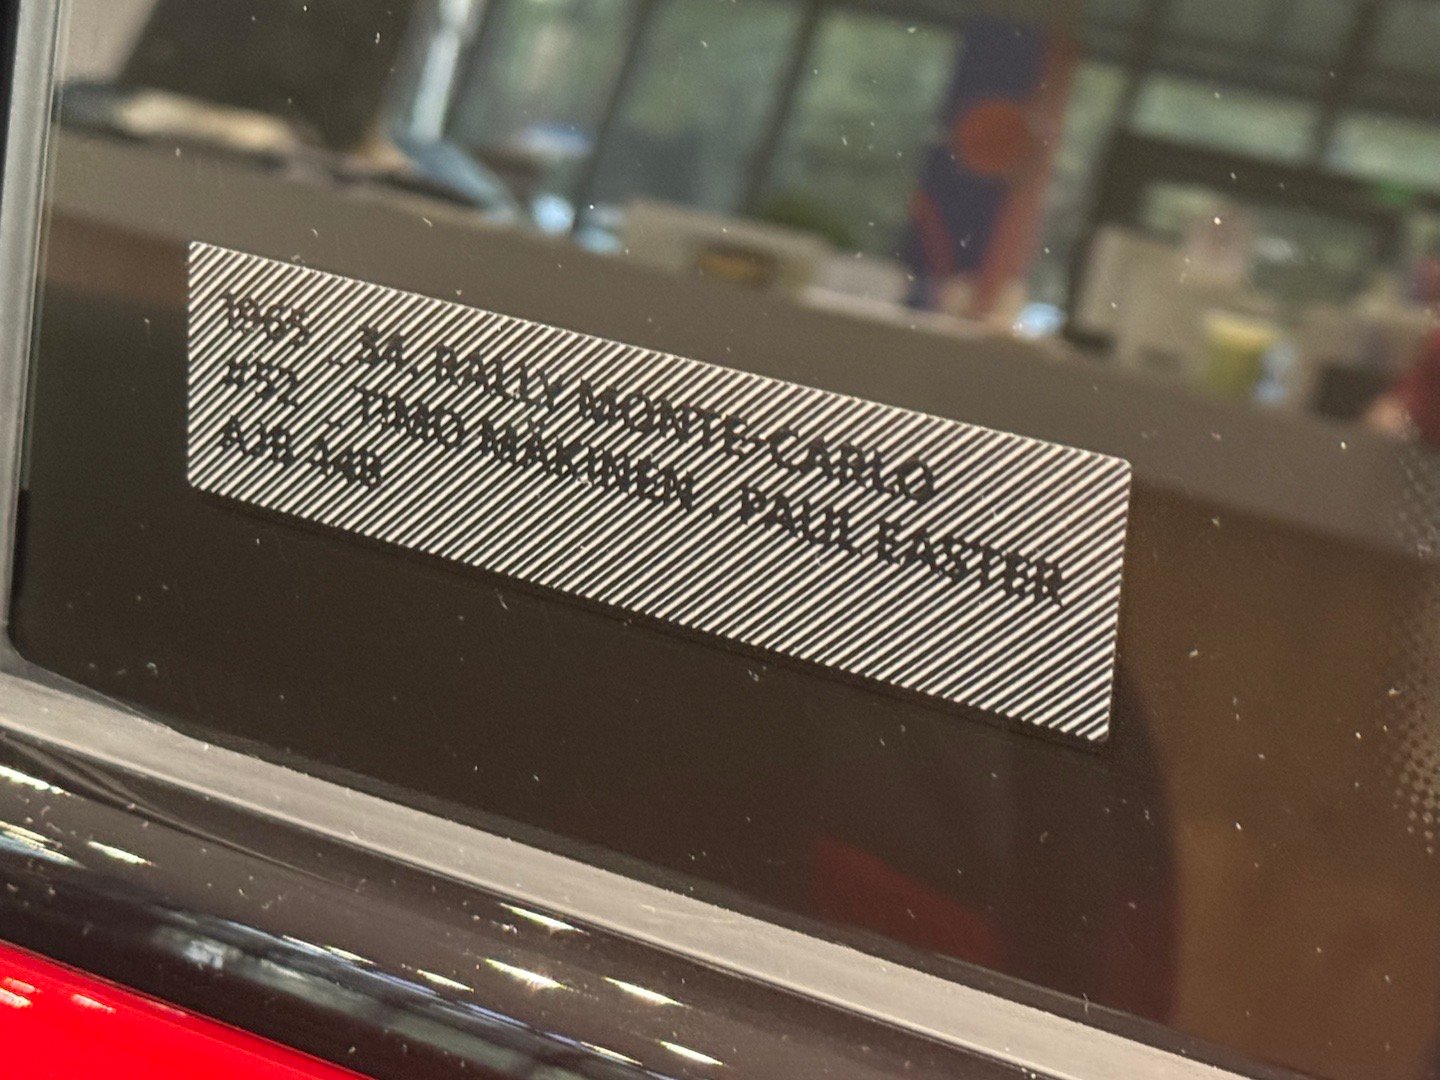 1965 . 34. RALLY MONTE-CARLO
#52 . TIMO MÄKINEN . PAUL EASTER
AJB 44B